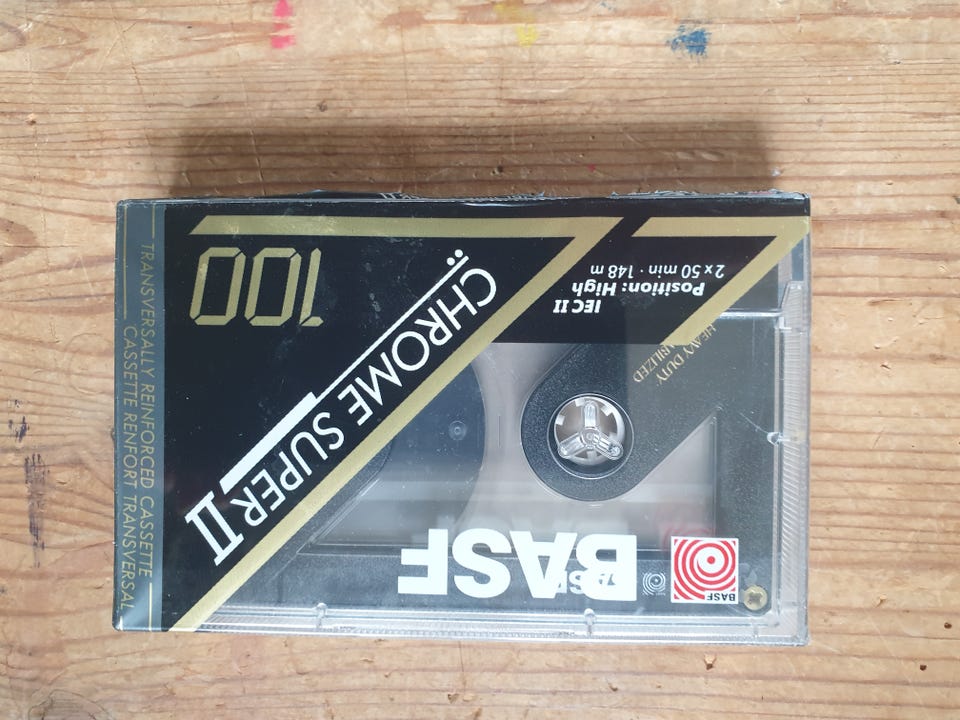 BASF
BASF
CHROME SUPER II
HEAVY DUTY
IEC II
Position: High
2 x 50 min · 148 m
100
TRANSVERSALLY REINFORCED CASSETTE
CASSETTE RENFORT TRANSVERSAL